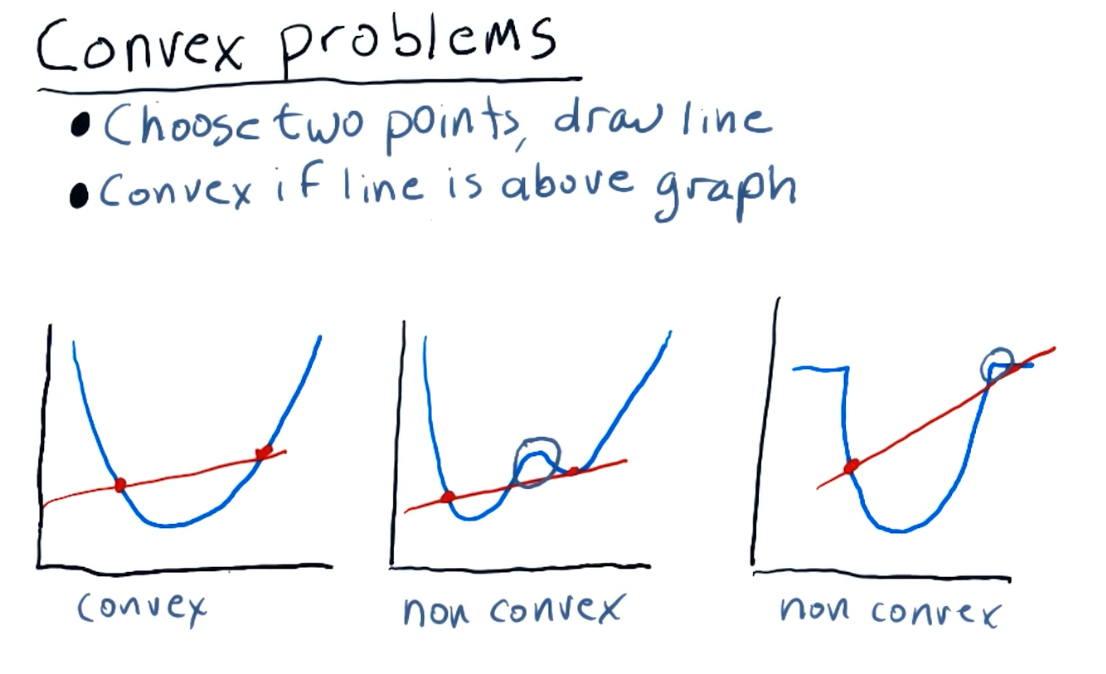 Convex problems
• Choose two points, draw line
• Convex if line is above graph
convex
non convex
non convex